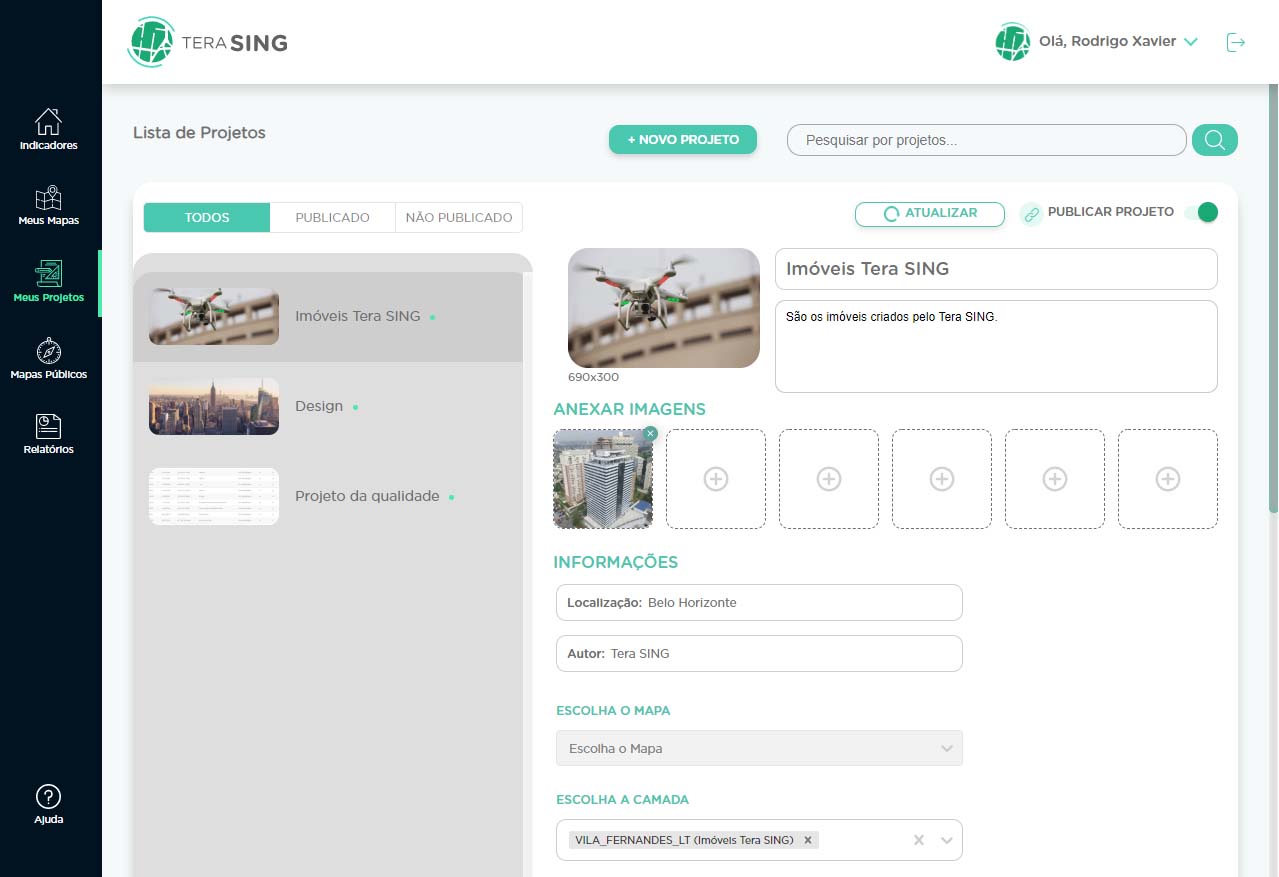 TERA SING
Olá, Rodrigo Xavier
Indicadores
Meus Mapas
Meus Projetos
Mapas Públicos
Relatórios
Ajuda
Lista de Projetos
+ NOVO PROJETO
Pesquisar por projetos...
TODOS
PUBLICADO
NÃO PUBLICADO
ATUALIZAR
PUBLICAR PROJETO
Imóveis Tera SING
Design
Projeto da qualidade
690x300
Imóveis Tera SING
São os imóveis criados pelo Tera SING.
ANEXAR IMAGENS
INFORMAÇÕES
Localização: Belo Horizonte
Autor: Tera SING
ESCOLHA O MAPA
Escolha o Mapa
ESCOLHA A CAMADA
VILA_FERNANDES_LT (Imóveis Tera SING)